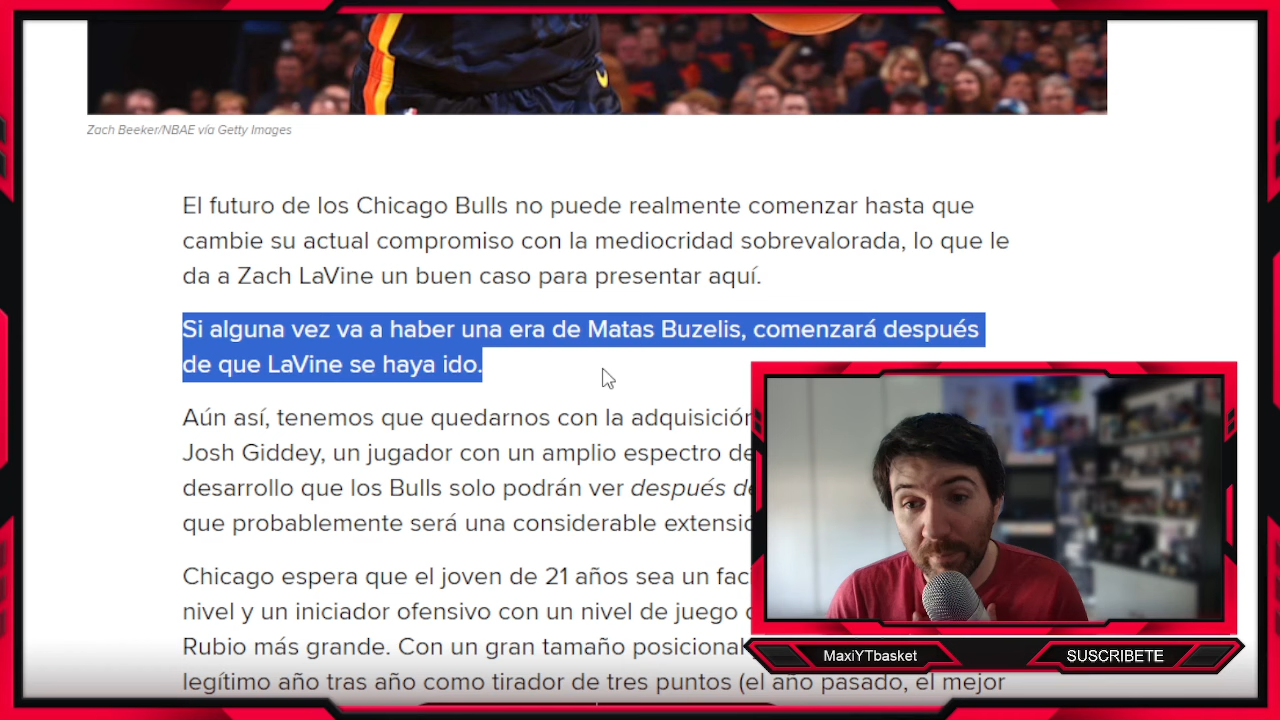 Zach Beeker/NBAE vía Getty Images
El futuro de los Chicago Bulls no puede realmente comenzar hasta que
cambie su actual compromiso con la mediocridad sobrevalorada, lo que le
da a Zach LaVine un buen caso para presentar aquí.
Si alguna vez va a haber una era de Matas Buzelis, comenzará después
de que LaVine se haya ido.
Aún así, tenemos que quedarnos con la adquisición
Josh Giddey, un jugador con un amplio espectro de
desarrollo que los Bulls solo podrán ver después de
que probablemente será una considerable
Chicago espera que el joven de 21 años sea un
nivel y un iniciador ofensivo con un nivel de juego
Rubio más grande. Con un gran tamaño posicional
legítimo año tras año como tirador de tres puntos (el año pasado, el mejor
MaxiYTbasket
SUSCRIBETE